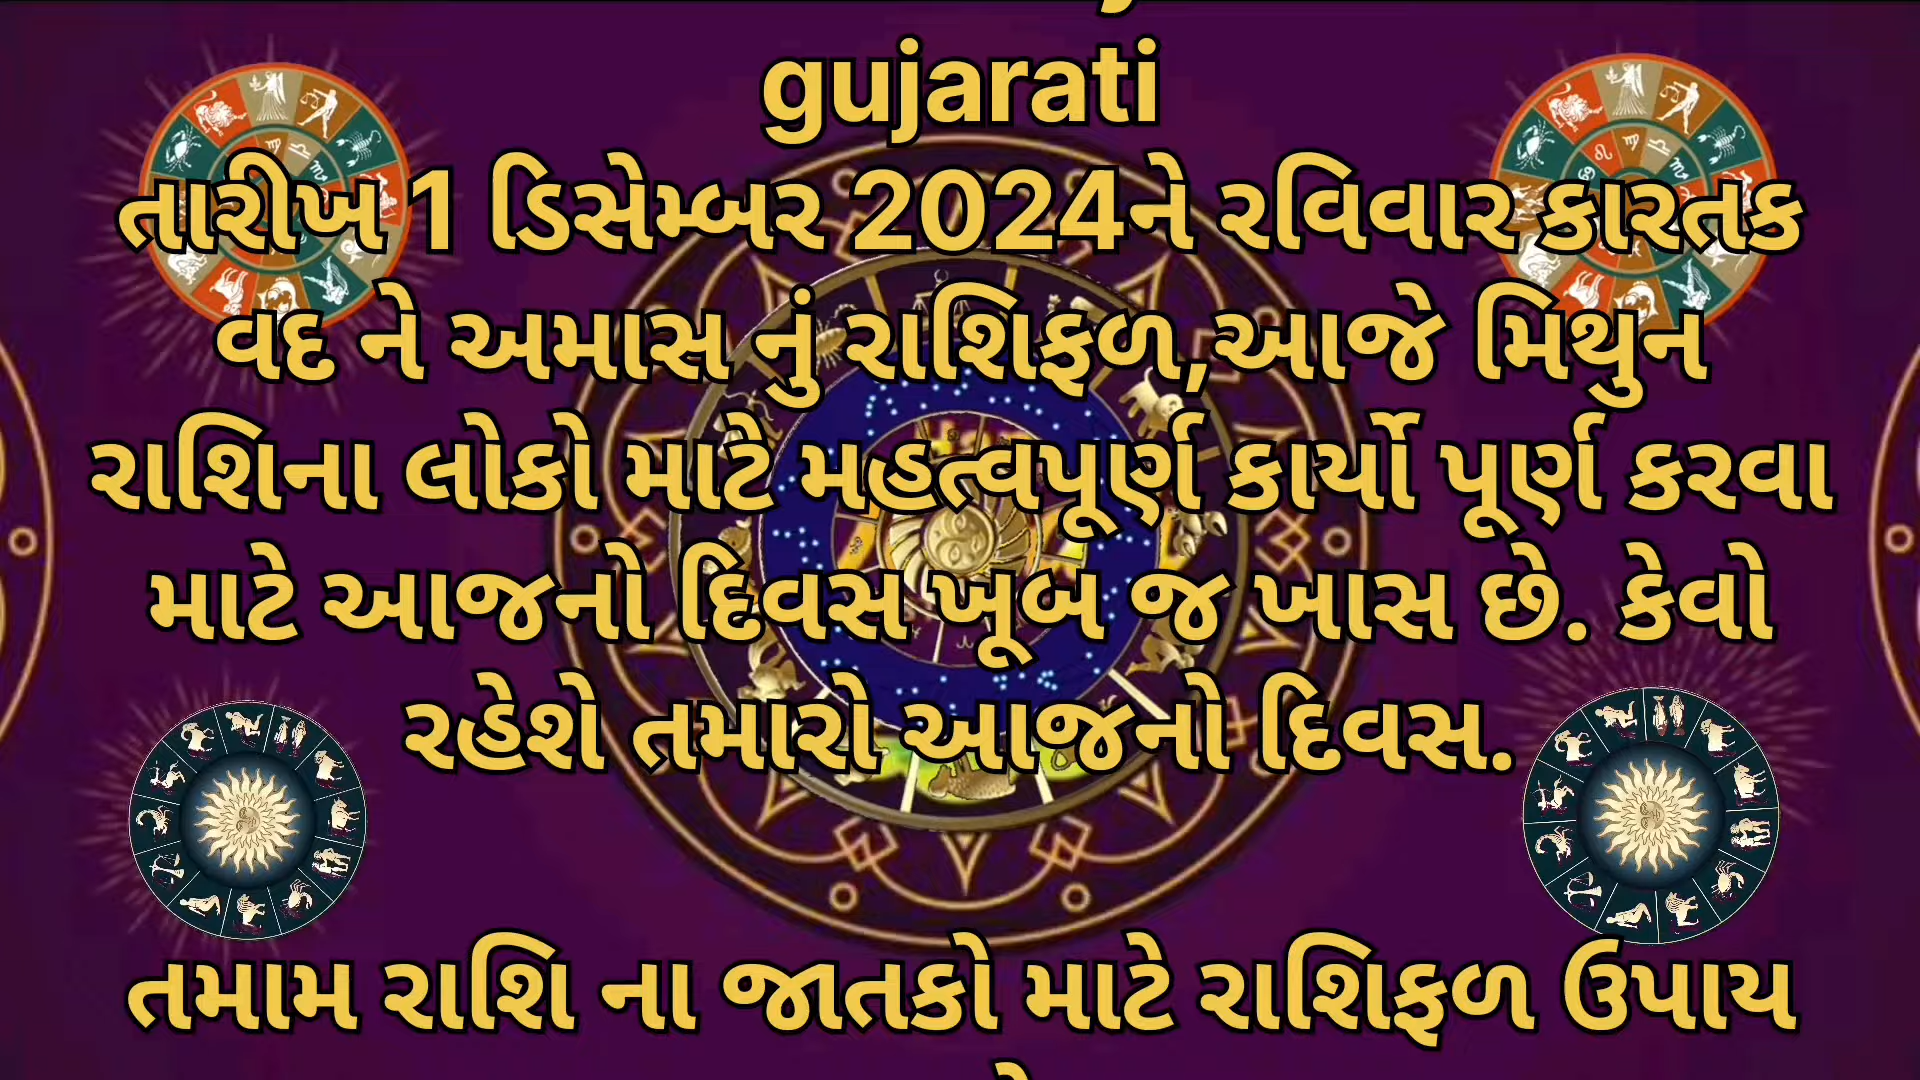 gujarati
તારીખ 1 ડિસેમ્બર 2024ને રવિવાર કારતક
વદ ને અમાસ નું રાશિફળ,આજે મિથુન
રાશિના લોકો માટે મહત્વપૂર્ણ કાર્યો પૂર્ણ કરવા
માટે આજનો દિવસ ખૂબ જ ખાસ છે. કેવો
રહેશે તમારો આજનો દિવસ.
તમામ રાશિ ના જાતકો માટે રાશિફળ ઉપાય